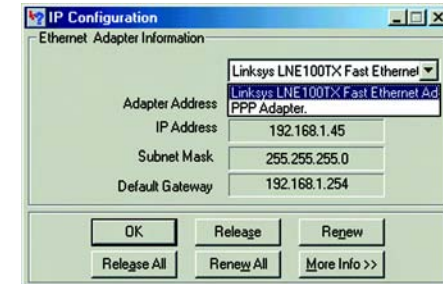 IP Configuration
Ethernet Adapter Information
Linksys LNE100TX Fast Ethernet
Linksys LNE100TX Fast Ethernet Ad
PPP Adapter.
Adapter Address
IP Address 192.168.1.45
Subnet Mask 255.255.255.0
Default Gateway 192.168.1.254
OK Release Renew
Release All Renew All More Info >>